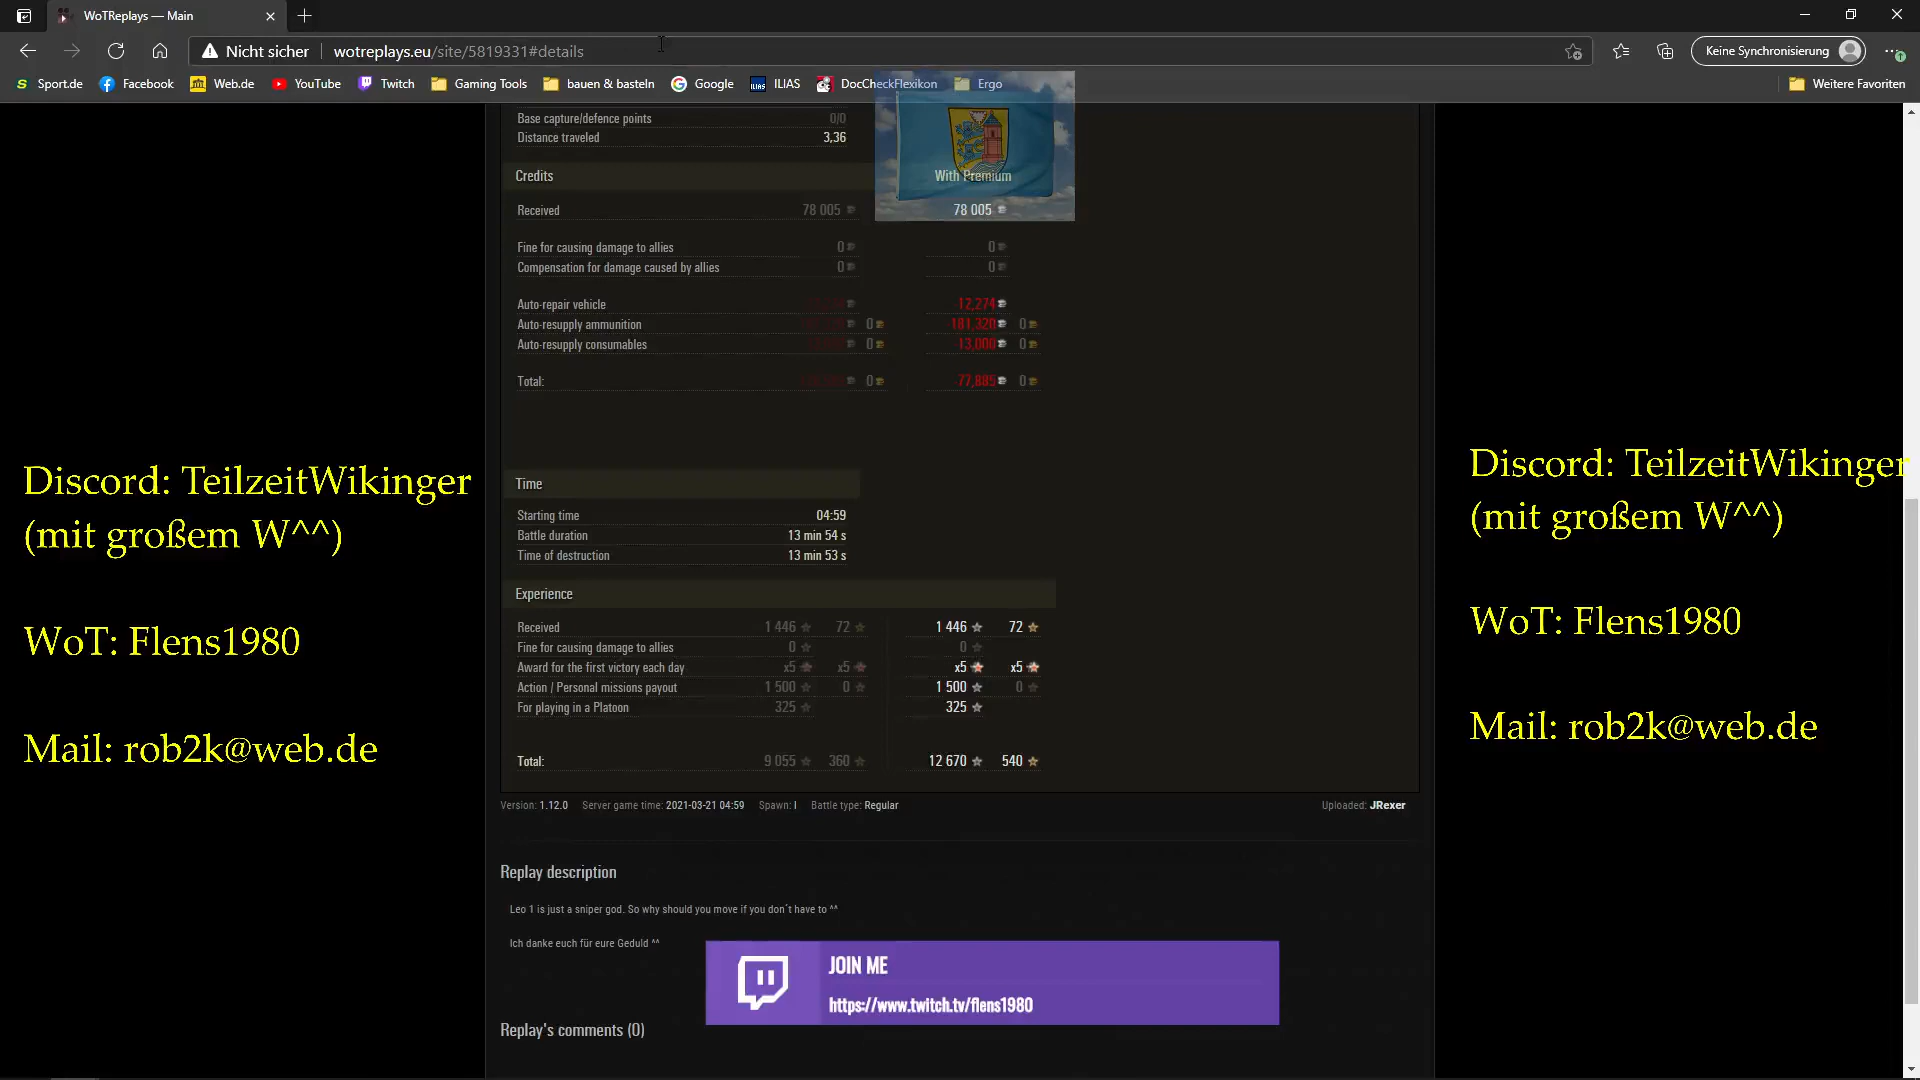 WoTReplays — Main
Nicht sicher wotreplays.eu/site/5819331#details Keine Synchronisierung
Sport.de Facebook Web.de YouTube Twitch Gaming Tools bauen & basteln Google ILIAS DocCheckFlexikon Ergo Weitere Favoriten
Base capture/defence points 0/0
Distance traveled 3,36
Credits With Premium
Received 78 005 78 005
Fine for causing damage to allies 0 0
Compensation for damage caused by allies 0 0
Auto-repair vehicle -12,274
Auto-resupply ammunition 0 -181,320 0
Auto-resupply consumables 0 -13,000 0
Total: 0 0
Time
Starting time 04:59
Battle duration 13 min 54 s
Time of destruction 13 min 53 s
Experience
Received 1 446 72 1 446 72
Fine for causing damage to allies 0 0
Award for the first victory each day x5 x5 x5 x5
Action / Personal missions payout 1 500 0 1 500 0
For playing in a Platoon 325 325
Total: 9 055 360 12 670 540
Version: 1.12.0 Server game time: 2021-03-21 04:59 Spawn: I Battle type: Regular Uploaded: JRexer
Replay description
Leo 1 is just a sniper god. So why should you move if you don´t have to ^^
Ich danke euch für eure Geduld ^^
JOIN ME
https://www.twitch.tv/flens1980
Replay's comments (0)
Discord: TeilzeitWikinger
(mit großem W^^)
WoT: Flens1980
Mail: rob2k@web.de
Discord: TeilzeitWikinger
(mit großem W^^)
WoT: Flens1980
Mail: rob2k@web.de